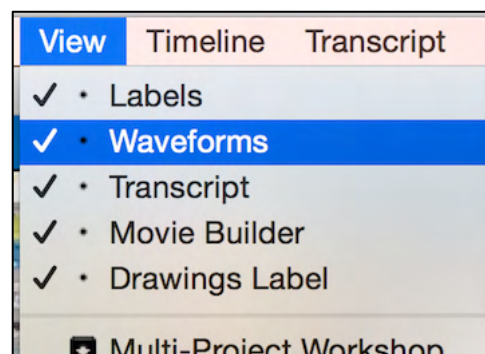 View Timeline Transcript
✓ · Labels
✓ · Waveforms
✓ · Transcript
✓ · Movie Builder
✓ · Drawings Label
Multi-Project Workshop